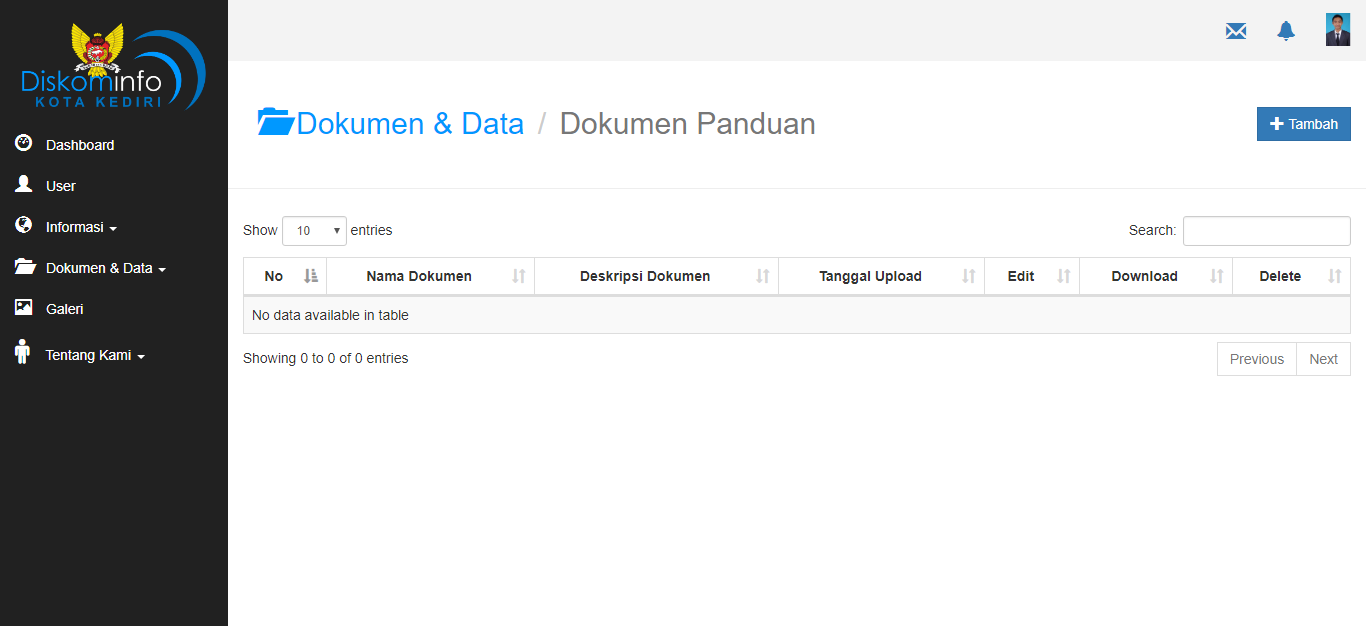 Diskominfo
KOTA KEDIRI
Dashboard
User
Informasi
Dokumen & Data
Galeri
Tentang Kami
Dokumen & Data / Dokumen Panduan
Tambah
Show 10 entries
Search:
No Nama Dokumen Deskripsi Dokumen Tanggal Upload Edit Download Delete
No data available in table
Showing 0 to 0 of 0 entries
Previous Next